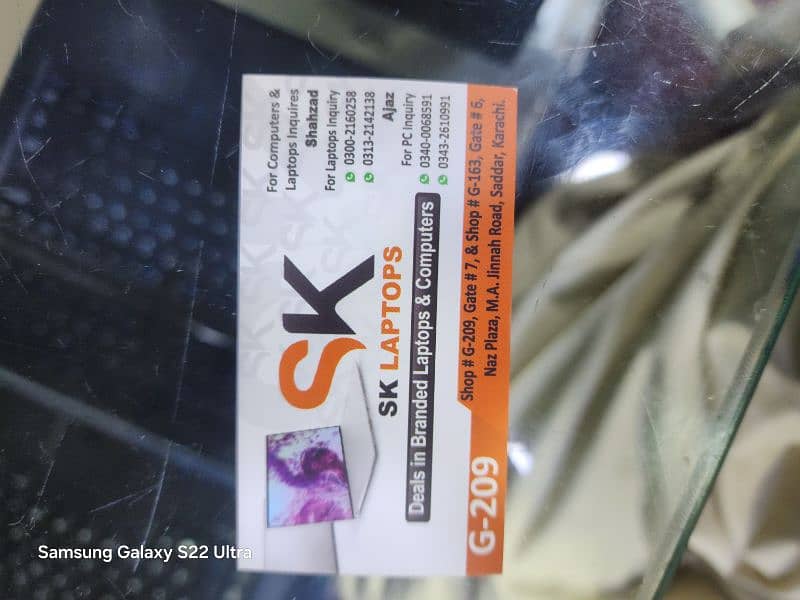 SK
SK LAPTOPS
Deals in Branded Laptops & Computers
For Computers &
Laptops Inquires
Shahzad
For Laptops Inquiry
0300-2160258
0313-2142138
Ajaz
For PC Inquiry
0340-0068591
0343-2610991
G-209
Shop # G-209, Gate # 7, & Shop # G-163, Gate # 6,
Naz Plaza, M.A. Jinnah Road, Saddar, Karachi.
Samsung Galaxy S22 Ultra